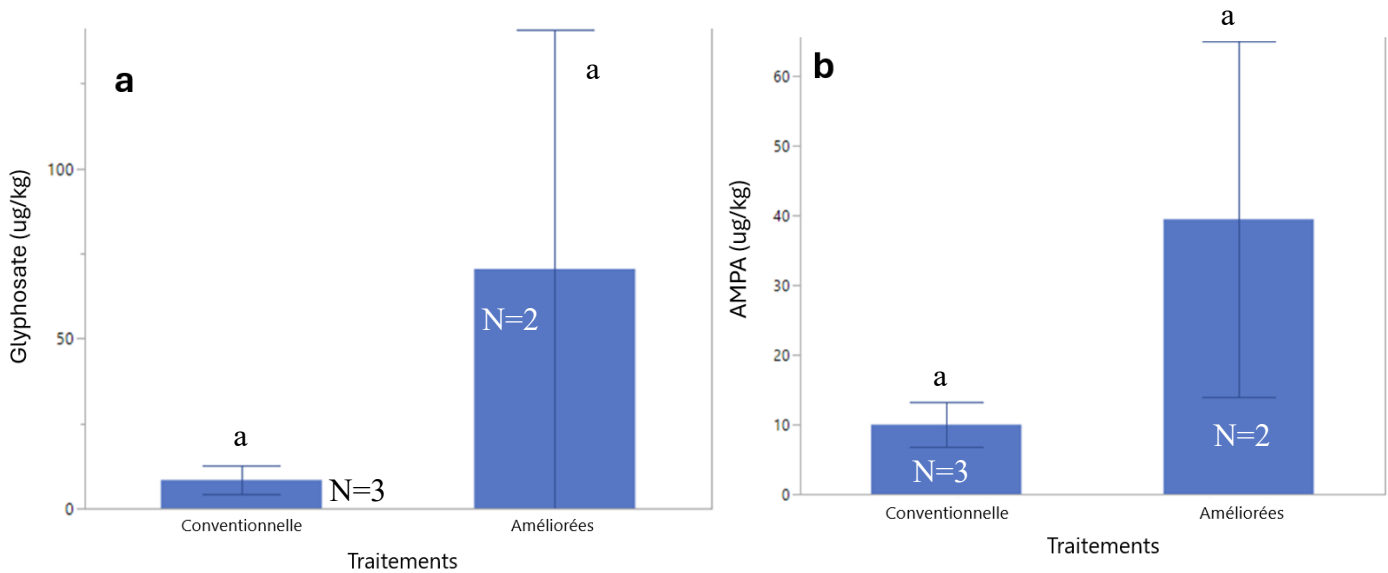 a
a
a
100
50
0
Glyphosate (ug/kg)
N=2
N=3
Conventionnelle
Améliorées
Traitements
b
a
a
60
50
40
30
20
10
0
AMPA (ug/kg)
N=3
N=2
Conventionnelle
Améliorées
Traitements